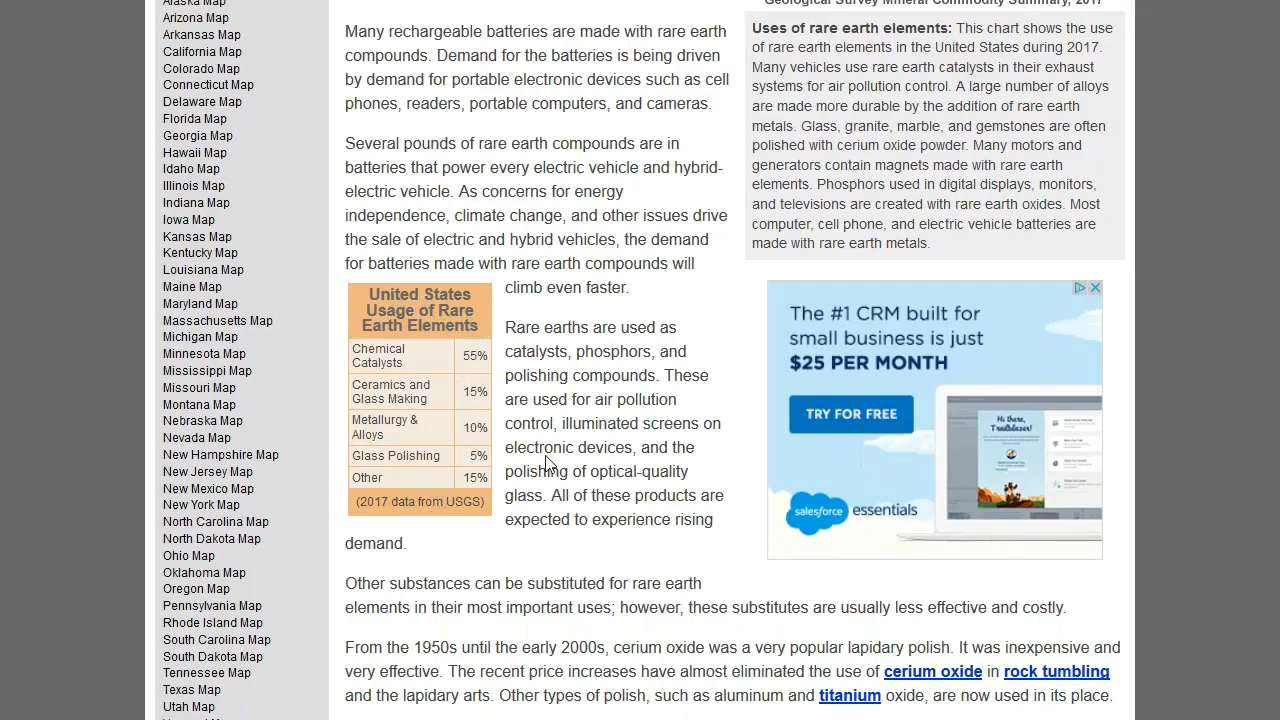 Alaska Map
Arizona Map
Arkansas Map
California Map
Colorado Map
Connecticut Map
Delaware Map
Florida Map
Georgia Map
Hawaii Map
Idaho Map
Illinois Map
Indiana Map
Iowa Map
Kansas Map
Kentucky Map
Louisiana Map
Maine Map
Maryland Map
Massachusetts Map
Michigan Map
Minnesota Map
Mississippi Map
Missouri Map
Montana Map
Nebraska Map
Nevada Map
New Hampshire Map
New Jersey Map
New Mexico Map
New York Map
North Carolina Map
North Dakota Map
Ohio Map
Oklahoma Map
Oregon Map
Pennsylvania Map
Rhode Island Map
South Carolina Map
South Dakota Map
Tennessee Map
Texas Map
Utah Map
Many rechargeable batteries are made with rare earth
compounds. Demand for the batteries is being driven
by demand for portable electronic devices such as cell
phones, readers, portable computers, and cameras.
Several pounds of rare earth compounds are in
batteries that power every electric vehicle and hybrid-
electric vehicle. As concerns for energy
independence, climate change, and other issues drive
the sale of electric and hybrid vehicles, the demand
for batteries made with rare earth compounds will
climb even faster.
United States
Usage of Rare
Earth Elements
Chemical
Catalysts 55%
Ceramics and
Glass Making 15%
Metallurgy &
Alloys 10%
Glass Polishing 5%
Other 15%
(2017 data from USGS)
Rare earths are used as
catalysts, phosphors, and
polishing compounds. These
are used for air pollution
control, illuminated screens on
electronic devices, and the
polishing of optical-quality
glass. All of these products are
expected to experience rising
demand.
Other substances can be substituted for rare earth
elements in their most important uses; however, these substitutes are usually less effective and costly.
From the 1950s until the early 2000s, cerium oxide was a very popular lapidary polish. It was inexpensive and
very effective. The recent price increases have almost eliminated the use of cerium oxide in rock tumbling
and the lapidary arts. Other types of polish, such as aluminum and titanium oxide, are now used in its place.
Geological Survey Mineral Commodity Summary, 2017
Uses of rare earth elements: This chart shows the use
of rare earth elements in the United States during 2017.
Many vehicles use rare earth catalysts in their exhaust
systems for air pollution control. A large number of alloys
are made more durable by the addition of rare earth
metals. Glass, granite, marble, and gemstones are often
polished with cerium oxide powder. Many motors and
generators contain magnets made with rare earth
elements. Phosphors used in digital displays, monitors,
and televisions are created with rare earth oxides. Most
computer, cell phone, and electric vehicle batteries are
made with rare earth metals.
The #1 CRM built for
small business is just
$25 PER MONTH
TRY FOR FREE
Hi there,
Trailblazer!
salesforce essentials